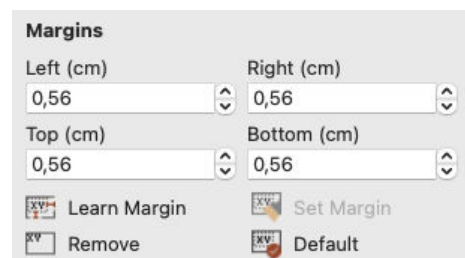 Margins
Left (cm) Right (cm)
0,56 0,56
Top (cm) Bottom (cm)
0,56 0,56
Learn Margin Set Margin
Remove Default